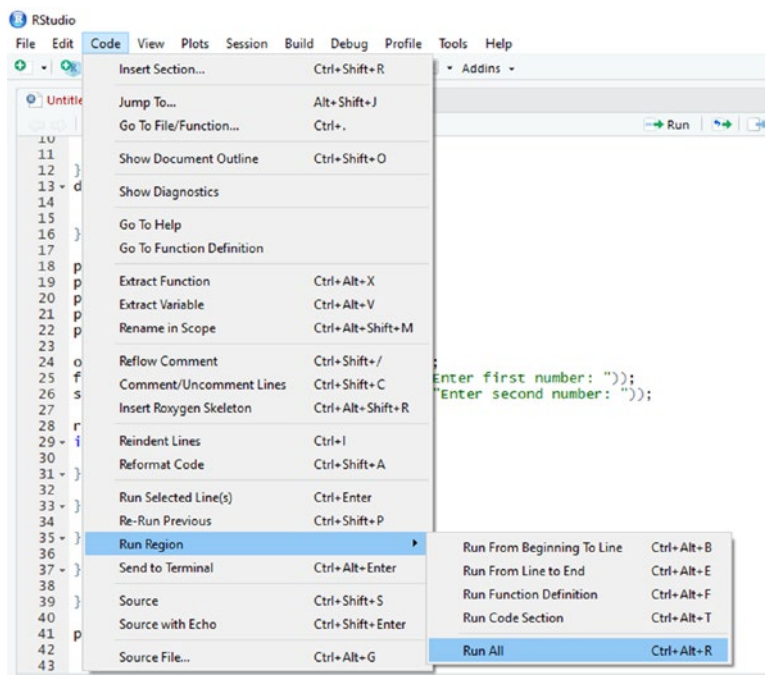 RStudio
File Edit Code View Plots Session Build Debug Profile Tools Help
Insert Section... Ctrl+Shift+R Addins
Untitle
Jump To... Alt+Shift+J
Go To File/Function... Ctrl+. Run
10
11
Show Document Outline Ctrl+Shift+O
12 }
13 d
Show Diagnostics
14
15
Go To Help
16 }
Go To Function Definition
17
18 p
Extract Function Ctrl+Alt+X
19 p
20 p
Extract Variable Ctrl+Alt+V
21 p
Rename in Scope Ctrl+Alt+Shift+M
22 p
23
24 o
Reflow Comment Ctrl+Shift+/ ;
25 f Enter first number: "));
Comment/Uncomment Lines Ctrl+Shift+C
26 s "Enter second number: "));
Insert Roxygen Skeleton Ctrl+Alt+Shift+R
27
28 r
29 i
Reindent Lines Ctrl+I
30
Reformat Code Ctrl+Shift+A
31 }
32
Run Selected Line(s) Ctrl+Enter
33 }
34
Re-Run Previous Ctrl+Shift+P
35 }
Run Region
Run From Beginning To Line Ctrl+Alt+B
36
37 }
Send to Terminal Ctrl+Alt+Enter
Run From Line to End Ctrl+Alt+E
38
Run Function Definition Ctrl+Alt+F
39 }
Source Ctrl+Shift+S
40
Run Code Section Ctrl+Alt+T
Source with Echo Ctrl+Shift+Enter
41 p
42
Run All Ctrl+Alt+R
Source File... Ctrl+Alt+G
43